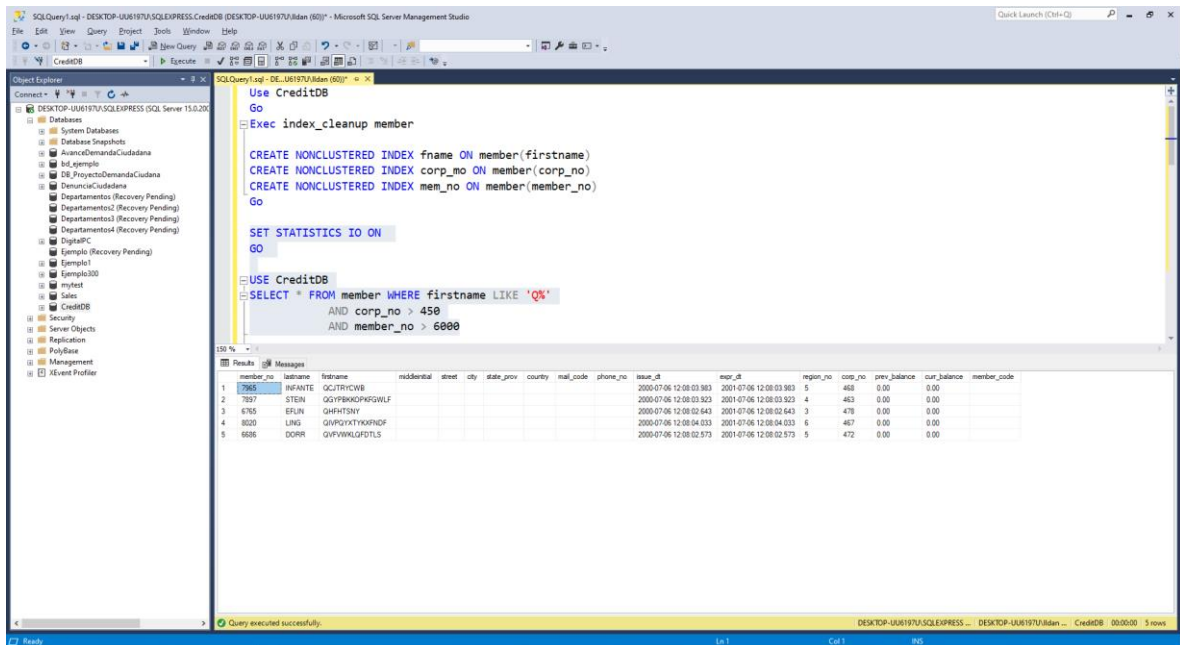 SQLQuery1.sql - DESKTOP-UU6197U\SQLEXPRESS.CreditDB (DESKTOP-UU6197U\Ildan (60))* - Microsoft SQL Server Management Studio
Quick Launch (Ctrl+Q)
File Edit View Query Project Tools Window Help
New Query
CreditDB Execute
Object Explorer
Connect
DESKTOP-UU6197U\SQLEXPRESS (SQL Server 15.0.200
Databases
System Databases
Database Snapshots
AvanceDemandaCiudadana
bd_ejemplo
DB_ProyectoDemandaCiudana
DenunciaCiudadana
Departamentos (Recovery Pending)
Departamentos2 (Recovery Pending)
Departamentos3 (Recovery Pending)
Departamentos4 (Recovery Pending)
DigitalPC
Ejemplo (Recovery Pending)
Ejemplo1
Ejemplo300
mytest
Sales
CreditDB
Security
Server Objects
Replication
PolyBase
Management
XEvent Profiler
SQLQuery1.sql - DE...U6197U\Ildan (60))*
Use CreditDB
Go
Exec index_cleanup member
CREATE NONCLUSTERED INDEX fname ON member(firstname)
CREATE NONCLUSTERED INDEX corp_mo ON member(corp_no)
CREATE NONCLUSTERED INDEX mem_no ON member(member_no)
Go
SET STATISTICS IO ON
GO
USE CreditDB
SELECT * FROM member WHERE firstname LIKE 'Q%'
AND corp_no > 450
AND member_no > 6000
150 %
Results Messages
member_no lastname firstname middleinitial street city state_prov country mail_code phone_no issue_dt expr_dt region_no corp_no prev_balance curr_balance member_code
1 7965 INFANTE QCJTRYCWB 2000-07-06 12:08:03.983 2001-07-06 12:08:03.983 5 468 0.00 0.00
2 7897 STEIN QGYPBKKOPKFGWLF 2000-07-06 12:08:03.923 2001-07-06 12:08:03.923 4 463 0.00 0.00
3 6765 EFLIN QHFHTSNY 2000-07-06 12:08:02.643 2001-07-06 12:08:02.643 3 478 0.00 0.00
4 8020 LING QIVPGYXTYKXFNDF 2000-07-06 12:08:04.033 2001-07-06 12:08:04.033 6 467 0.00 0.00
5 6686 DORR QVFVWKLQFDTLS 2000-07-06 12:08:02.573 2001-07-06 12:08:02.573 5 472 0.00 0.00
Query executed successfully.
DESKTOP-UU6197U\SQLEXPRESS ... DESKTOP-UU6197U\Ildan ... CreditDB 00:00:00 5 rows
Ready Ln 1 Col 1 INS